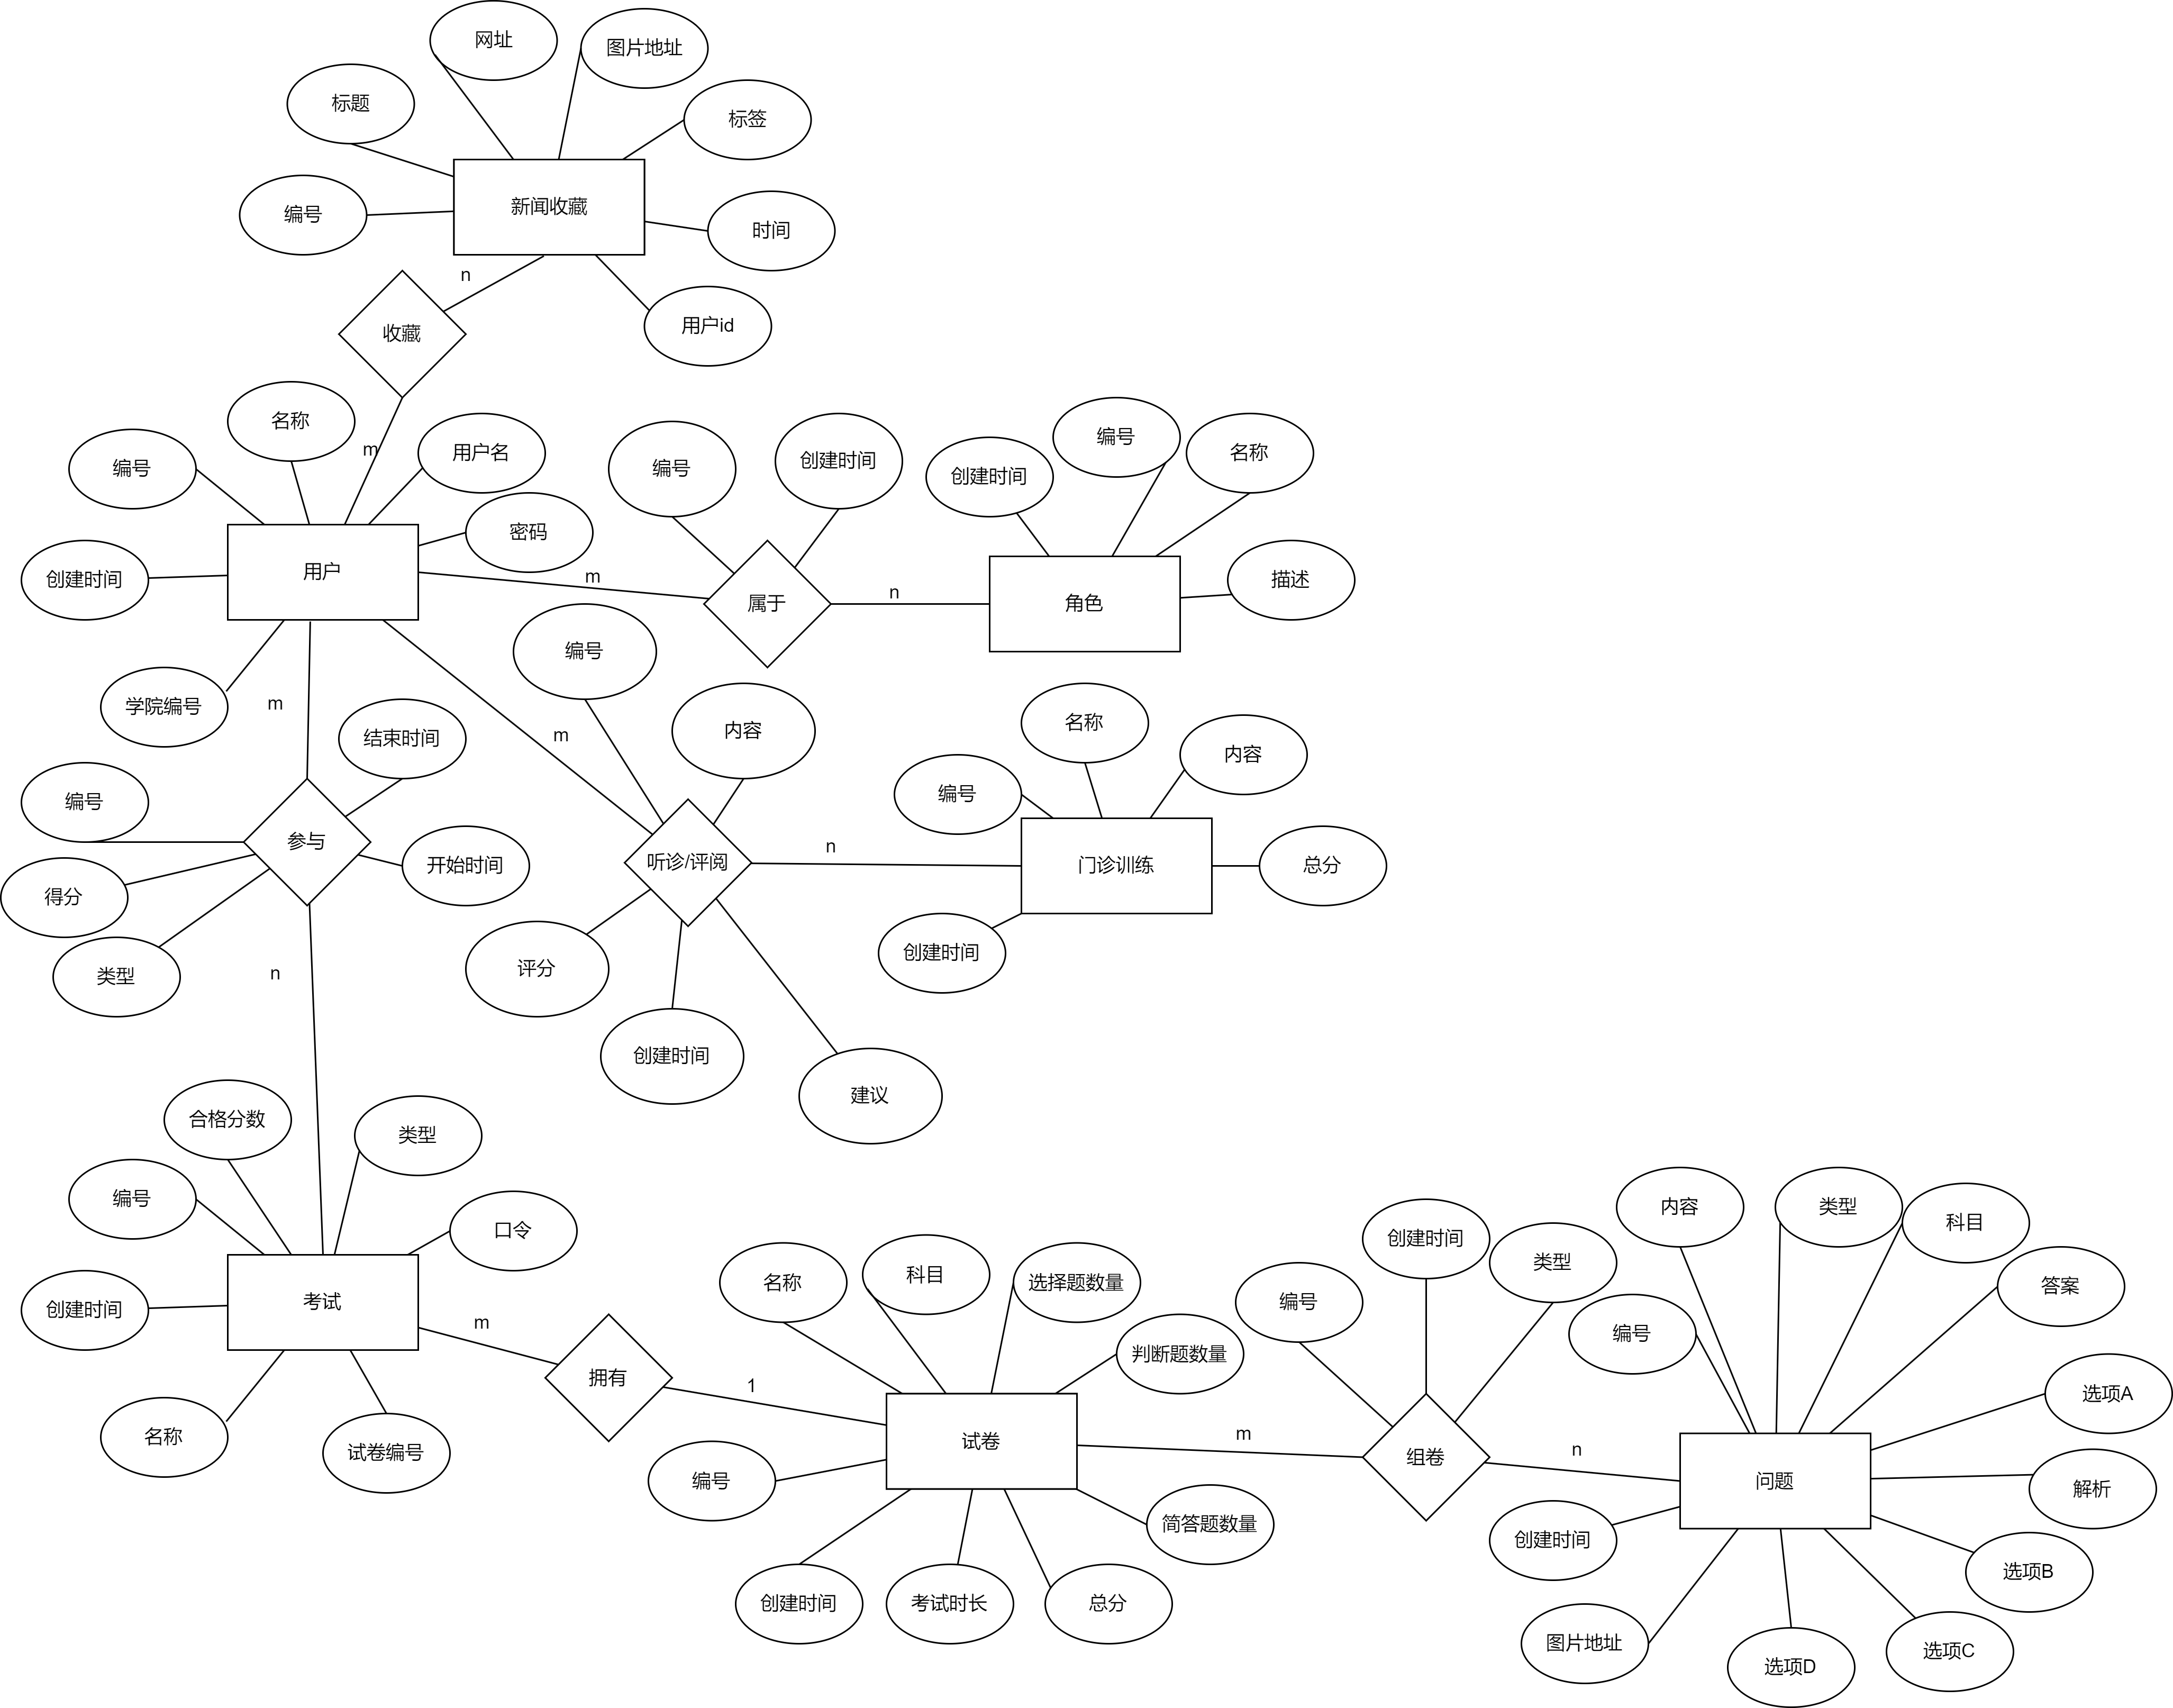 网址
图片地址
标题
标签
新闻收藏
编号
时间
n
用户id
收藏
名称
m
用户名
编号
密码
用户
创建时间
学院编号
m
编号
创建时间
m
属于
n
创建时间
编号
名称
角色
描述
编号
内容
m
结束时间
编号
参与
开始时间
得分
类型
n
听诊/评阅
n
名称
内容
编号
门诊训练
总分
创建时间
评分
创建时间
建议
合格分数
类型
编号
口令
考试
创建时间
名称
试卷编号
m
拥有
1
名称
科目
选择题数量
判断题数量
试卷
编号
简答题数量
创建时间
考试时长
总分
m
创建时间
编号
类型
组卷
n
内容
类型
科目
编号
答案
选项A
问题
解析
创建时间
选项B
图片地址
选项D
选项C